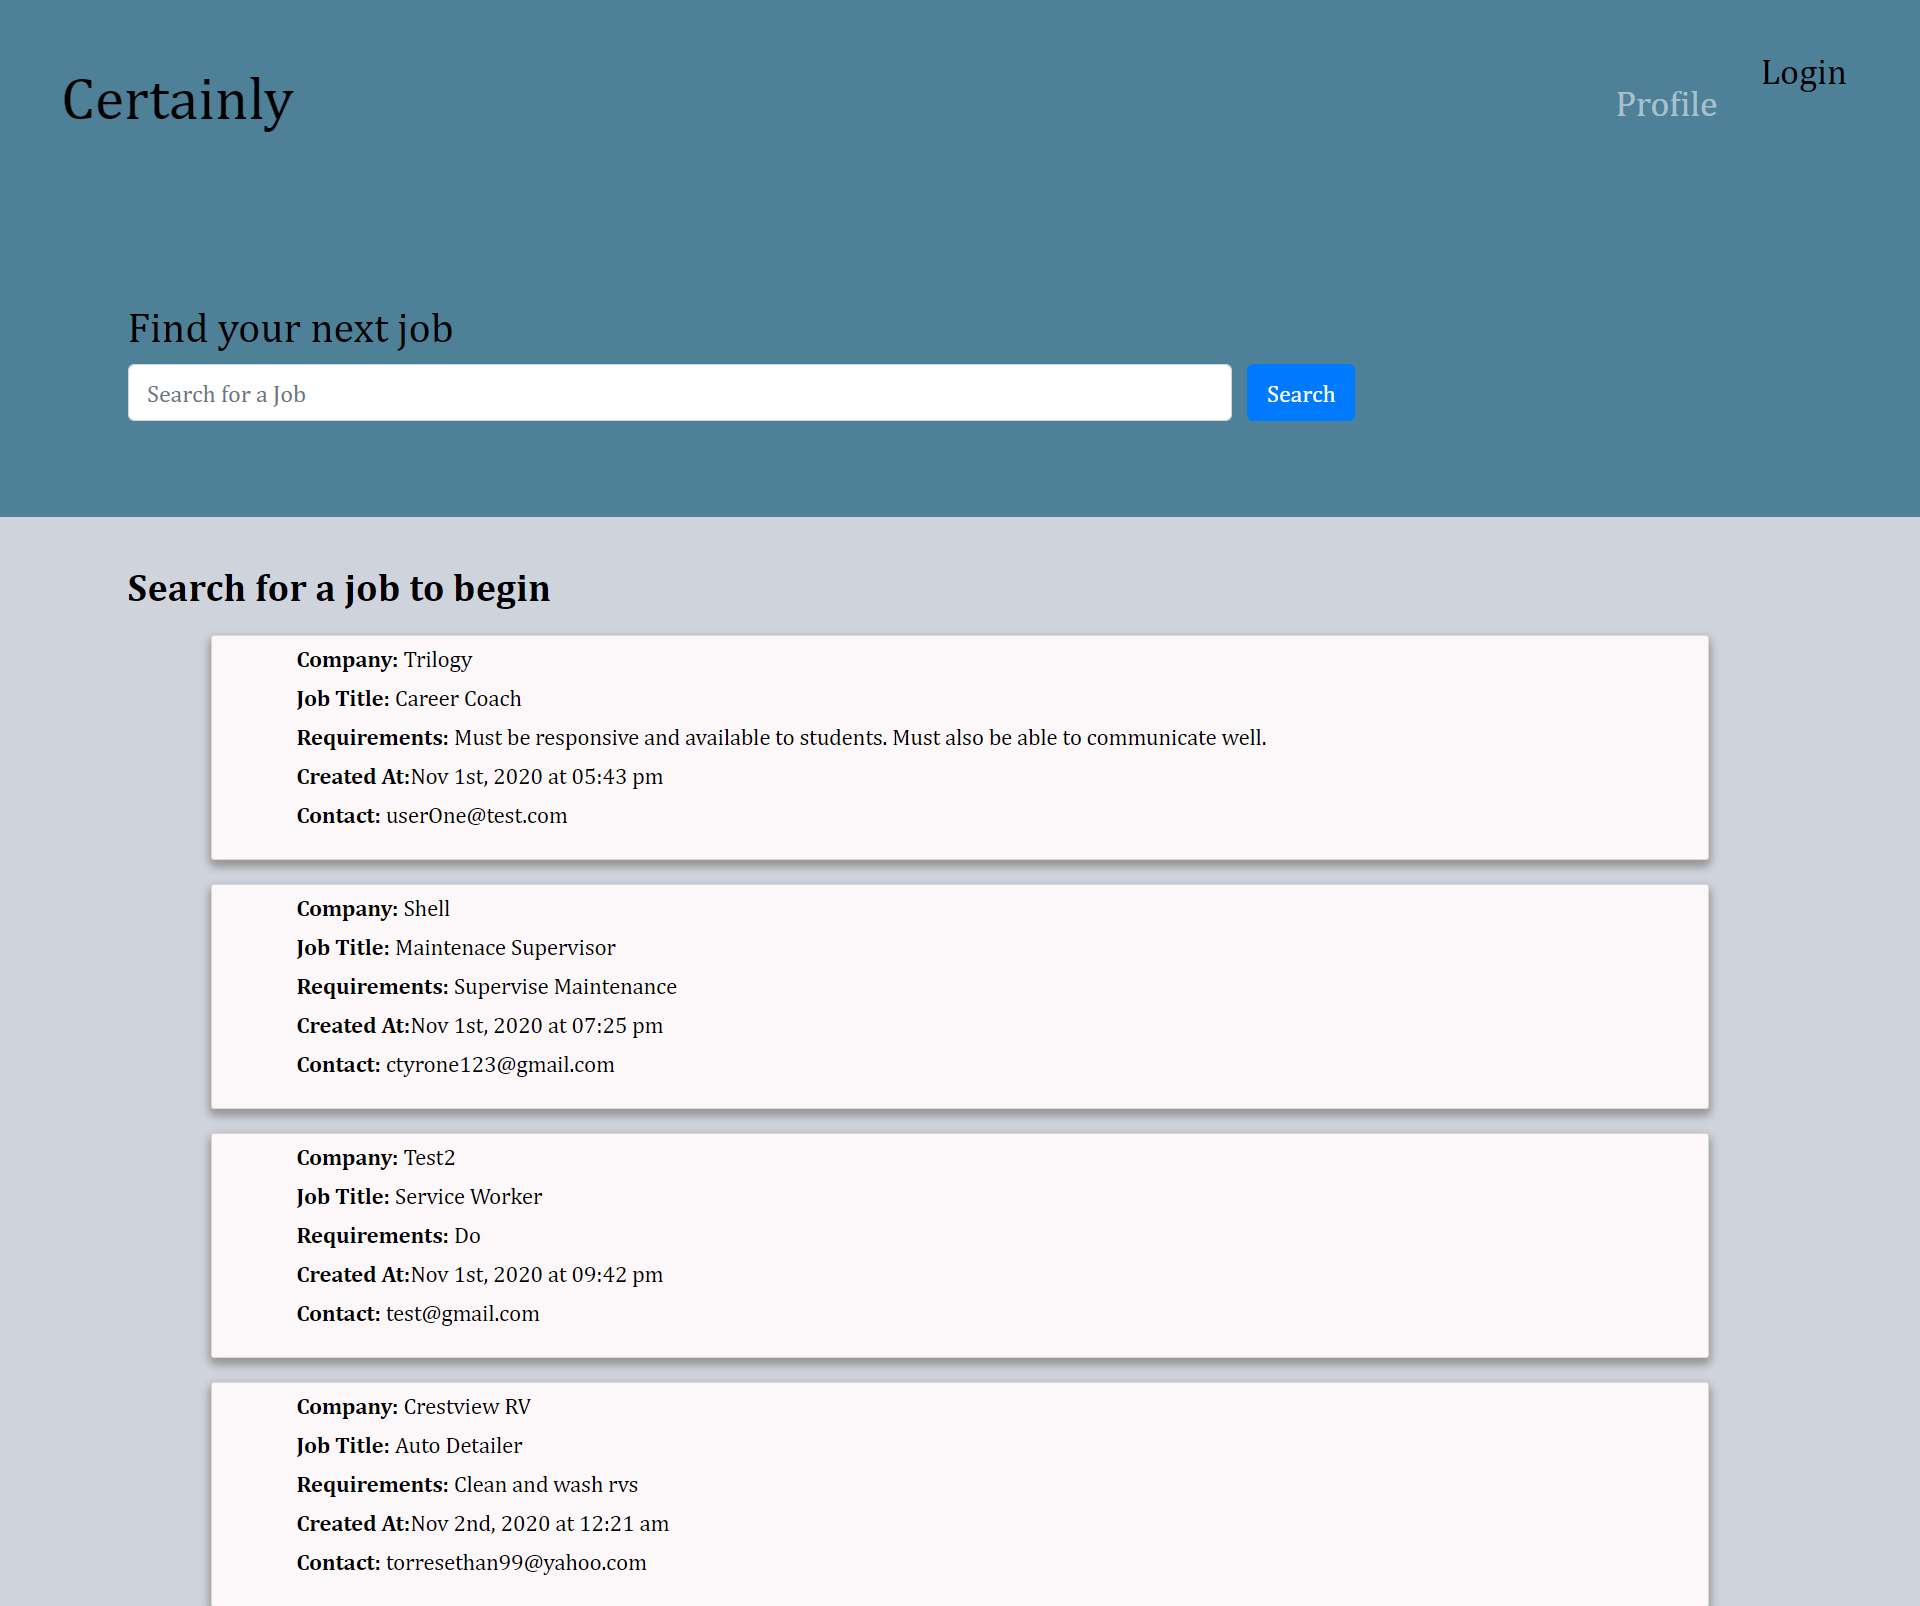 Certainly
Profile
Login
Find your next job
Search for a Job
Search
Search for a job to begin
Company: Trilogy
Job Title: Career Coach
Requirements: Must be responsive and available to students. Must also be able to communicate well.
Created At:Nov 1st, 2020 at 05:43 pm
Contact: userOne@test.com
Company: Shell
Job Title: Maintenace Supervisor
Requirements: Supervise Maintenance
Created At:Nov 1st, 2020 at 07:25 pm
Contact: ctyrone123@gmail.com
Company: Test2
Job Title: Service Worker
Requirements: Do
Created At:Nov 1st, 2020 at 09:42 pm
Contact: test@gmail.com
Company: Crestview RV
Job Title: Auto Detailer
Requirements: Clean and wash rvs
Created At:Nov 2nd, 2020 at 12:21 am
Contact: torresethan99@yahoo.com